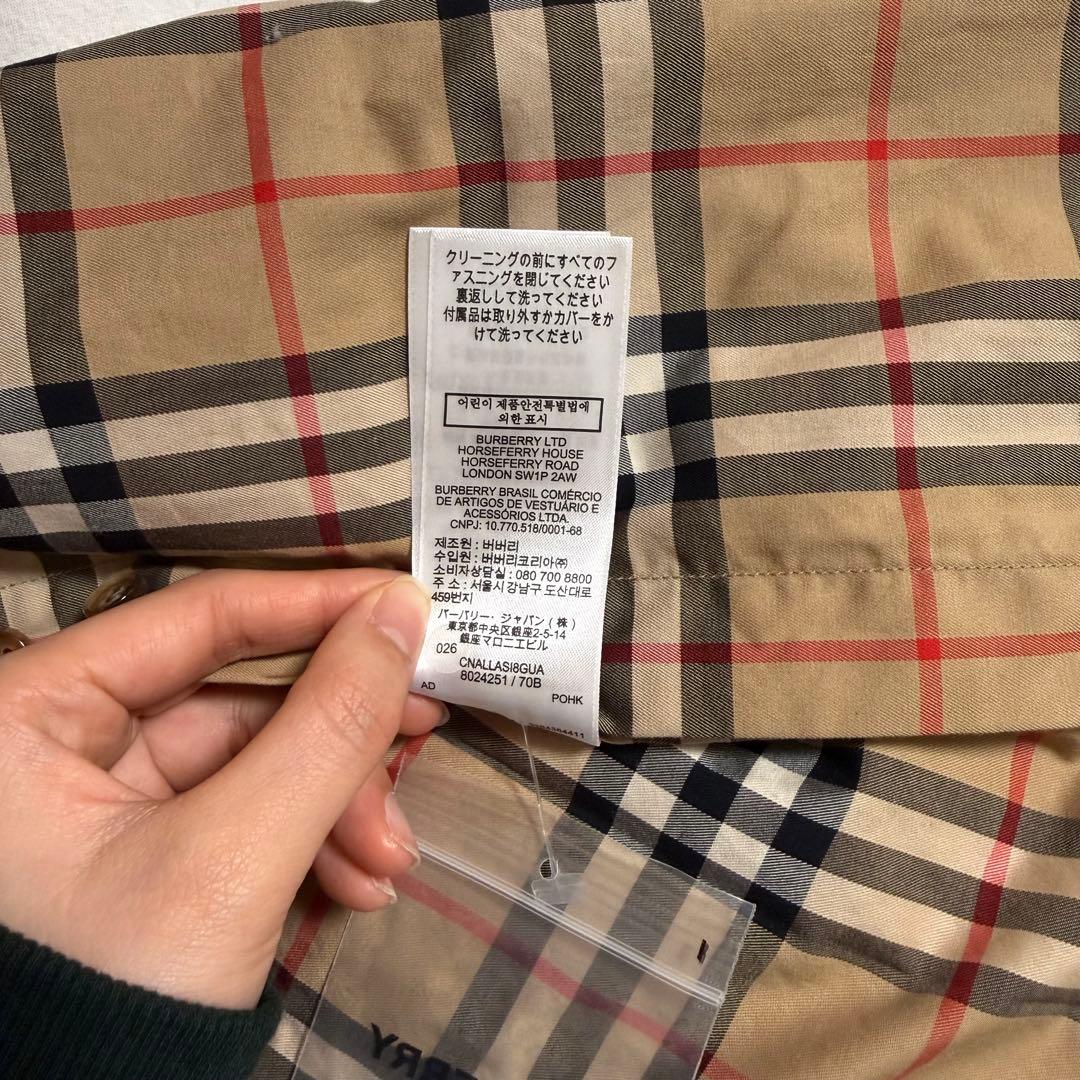 クリーニングの前にすべてのフ
ァスニングを閉じてください
裏返しして洗ってください
付属品は取り外すかカバーをか
けて洗ってください
어린이 제품안전특별법에
의한 표시
BURBERRY LTD
HORSEFERRY HOUSE
HORSEFERRY ROAD
LONDON SW1P 2AW
BURBERRY BRASIL COMÉRCIO
DE ARTIGOS DE VESTUÁRIO E
ACESSÓRIOS LTDA.
CNPJ: 10.770.518/0001-68
제조원 : 버버리
수입원 : 버버리코리아㈜
소비자상담실 : 080 700 8800
주 소 : 서울시 강남구 도산대로
459번지
バーバリー・ジャパン (株)
東京都中央区銀座2-5-14
銀座マロニエビル
026
CNALLASI8GUA
8024251 / 70B
AD POHK